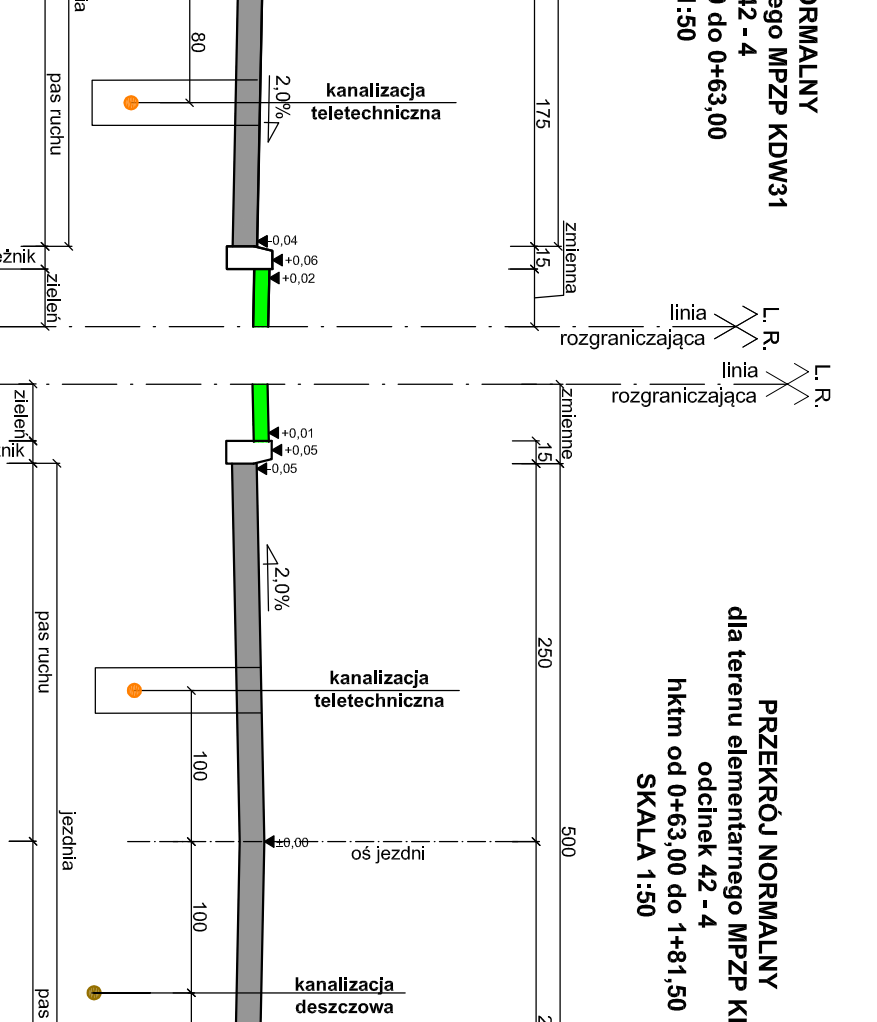 ORMALNY
ego MPZP KDW31
42 - 4
do 0+63,00
1:50
80
pas ruchu
2,0%
kanalizacja
teletechniczna
175
-0,04
+0,06
+0,02
15
zmienna
zieleń
linia
rozgraniczająca
L. R.
linia
rozgraniczająca
L. R.
zieleń
zmienne
+0,01
+0,05
-0,05
15
2,0%
pas ruchu
250
kanalizacja
teletechniczna
100
jezdnia
±0,00
oś jezdni
500
100
kanalizacja
deszczowa
pas
PRZEKRÓJ NORMALNY
dla terenu elementarnego MPZP
odcinek 42 - 4
hktm od 0+63,00 do 1+81,50
SKALA 1:50